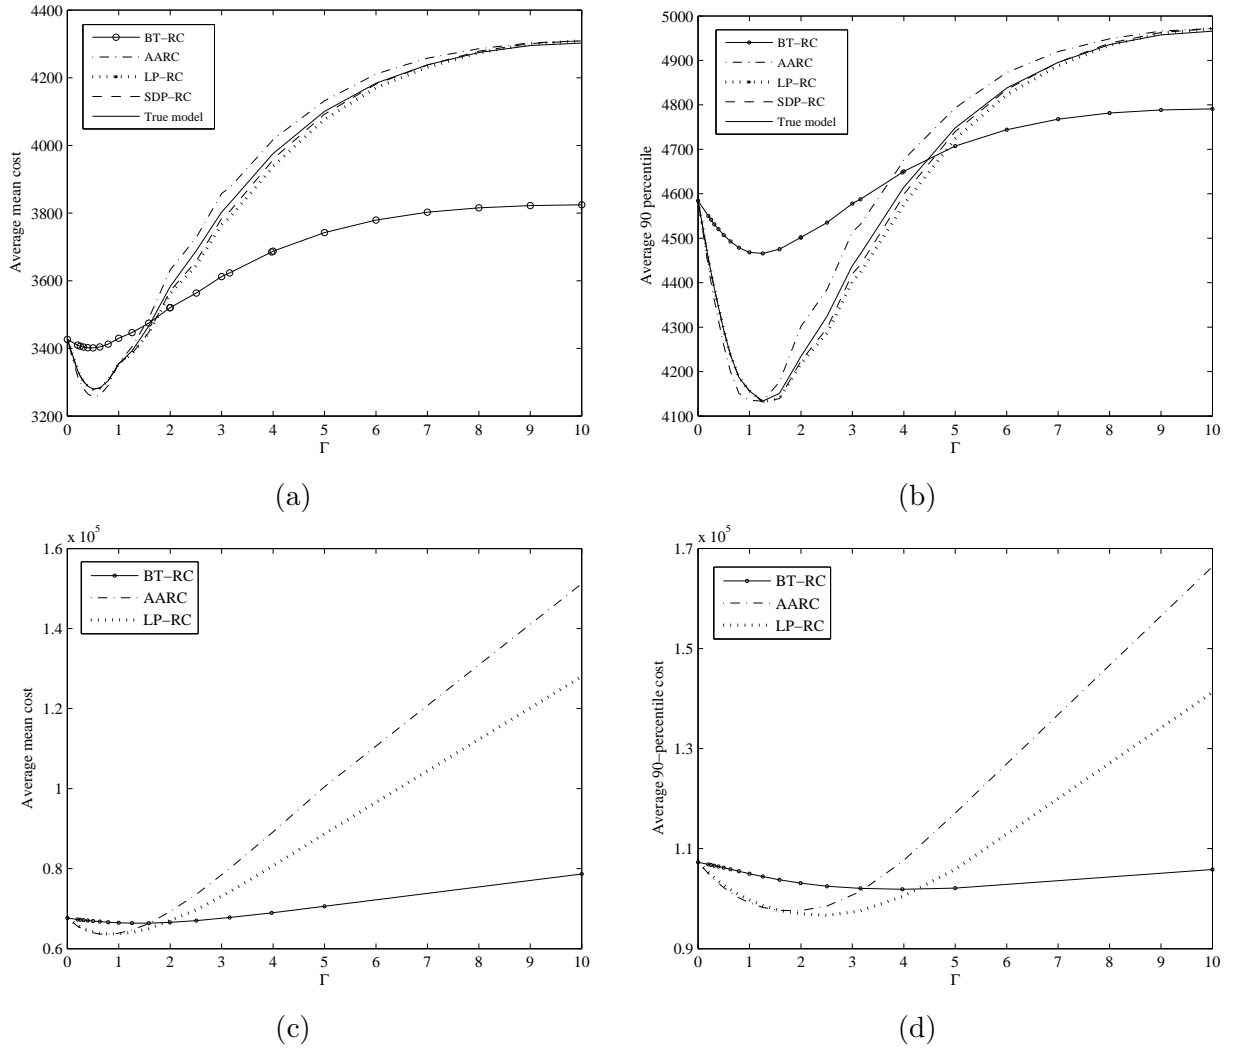 4400
4200
4000
3800
3600
3400
3200
Average mean cost
BT−RC
AARC
LP−RC
SDP−RC
True model
0 1 2 3 4 5 6 7 8 9 10
Γ
(a)
5000
4900
4800
4700
4600
4500
4400
4300
4200
4100
Average 90 percentile
BT−RC
AARC
LP−RC
SDP−RC
True model
0 1 2 3 4 5 6 7 8 9 10
Γ
(b)
x 10⁵
1.6
1.4
1.2
1
0.8
0.6
Average mean cost
BT−RC
AARC
LP−RC
0 1 2 3 4 5 6 7 8 9 10
Γ
(c)
x 10⁵
1.7
1.5
1.3
1.1
0.9
Average 90−percentile cost
BT−RC
AARC
LP−RC
0 1 2 3 4 5 6 7 8 9 10
Γ
(d)